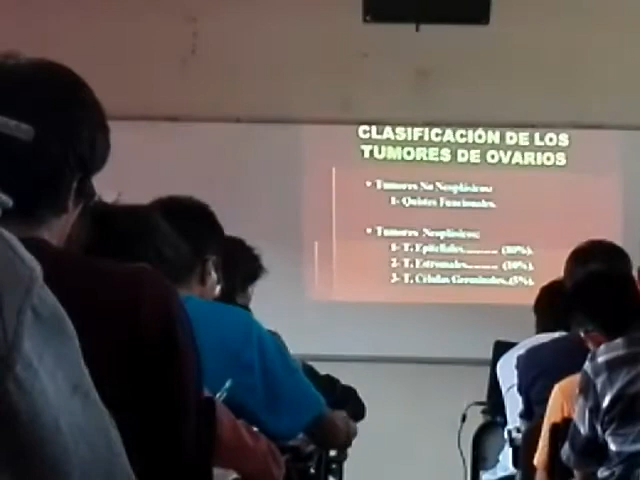 CLASIFICACIÓN DE LOS
TUMORES DE OVARIOS
• Tumores No Neoplásicos:
1- Quistes Funcionales.
• Tumores Neoplásicos:
1- T. Epiteliales............ (80%).
2- T. Estromales............ (10%).
3- T. Células Germinales..(5%).